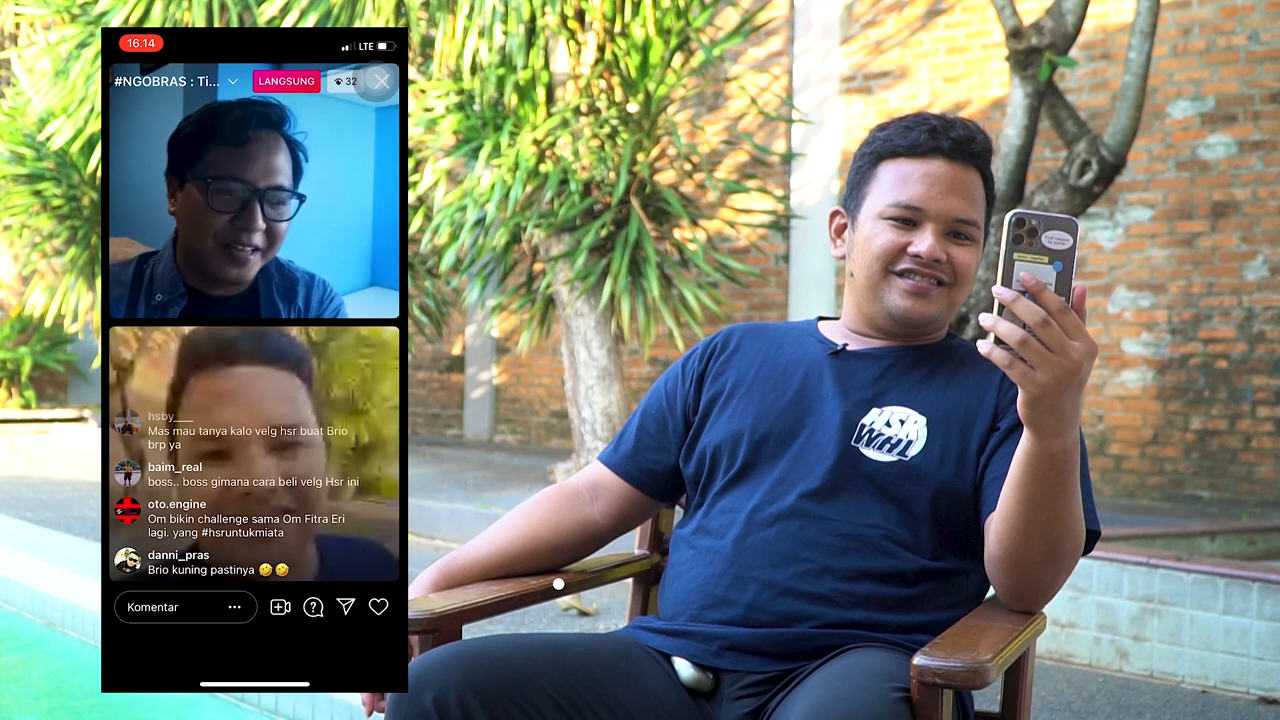 16.14
LTE
#NGOBRAS : Ti...
LANGSUNG
32
hsby___
Mas mau tanya kalo velg hsr buat Brio
brp ya
baim_real
boss.. boss gimana cara beli velg Hsr ini
oto.engine
Om bikin challenge sama Om Fitra Eri
lagi. yang #hsruntukmiata
danni_pras
Brio kuning pastinya 🤣🤣
Komentar
HSR
WHL